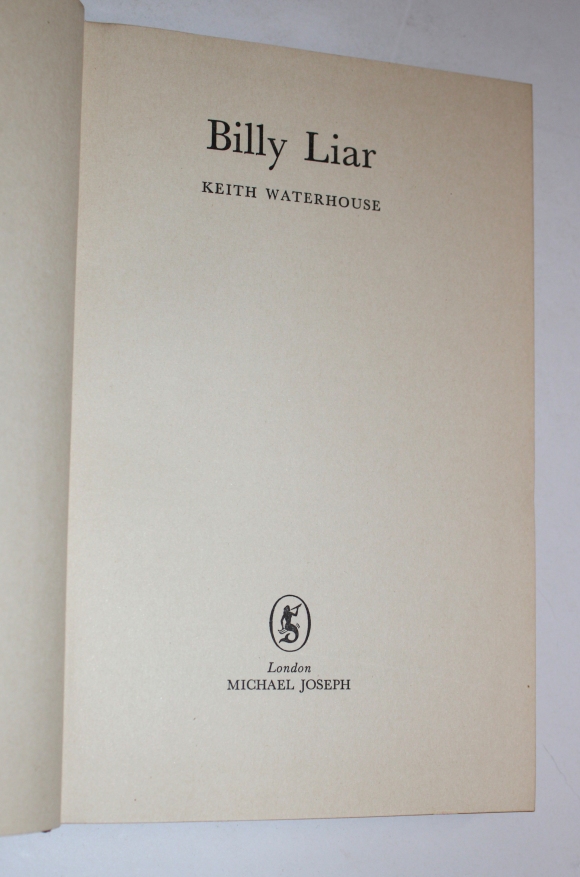 Billy Liar
KEITH WATERHOUSE
London
MICHAEL JOSEPH